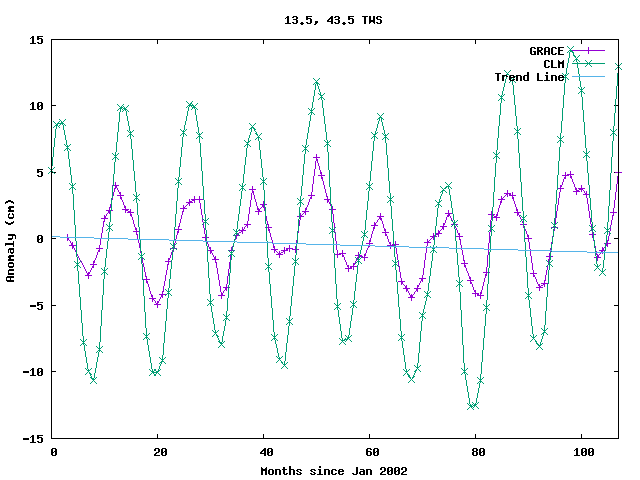 13.5, 43.5 TWS
15
10
5
0
-5
-10
-15
Anomaly (cm)
GRACE
CLM
Trend Line
0 20 40 60 80 100
Months since Jan 2002